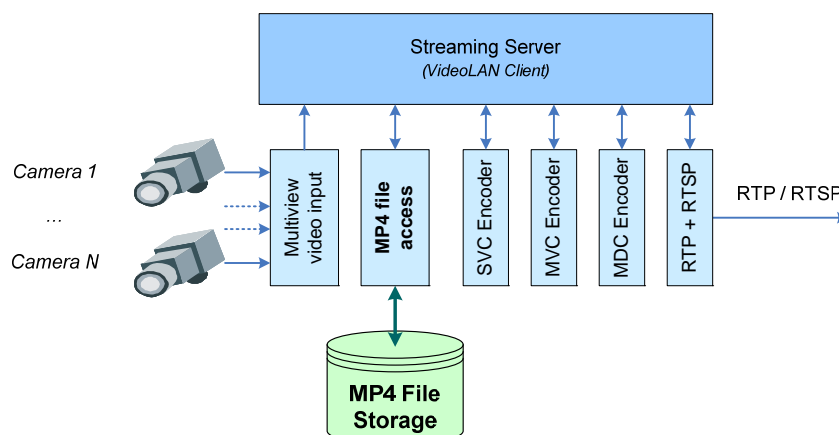 Streaming Server
(VideoLAN Client)
Camera 1
...
Camera N
Multiview
video input
MP4 file
access
SVC Encoder
MVC Encoder
MDC Encoder
RTP + RTSP
RTP / RTSP
MP4 File
Storage